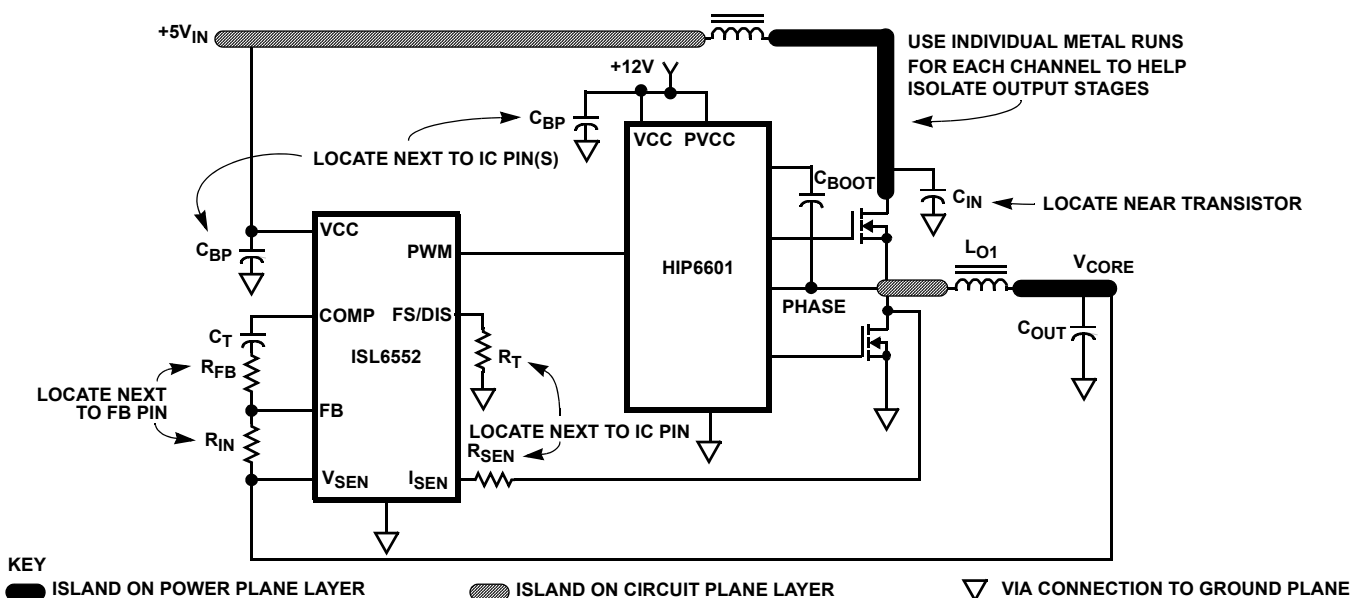 +5VIN
+12V
USE INDIVIDUAL METAL RUNS
FOR EACH CHANNEL TO HELP
ISOLATE OUTPUT STAGES
CBP
VCC PVCC
LOCATE NEXT TO IC PIN(S)
CBOOT
CIN
LOCATE NEAR TRANSISTOR
CBP
VCC
PWM
HIP6601
LO1
VCORE
PHASE
COMP
FS/DIS
CT
RFB
ISL6552
RT
COUT
LOCATE NEXT
TO FB PIN
FB
RIN
LOCATE NEXT TO IC PIN
RSEN
VSEN
ISEN
KEY
ISLAND ON POWER PLANE LAYER
ISLAND ON CIRCUIT PLANE LAYER
VIA CONNECTION TO GROUND PLANE